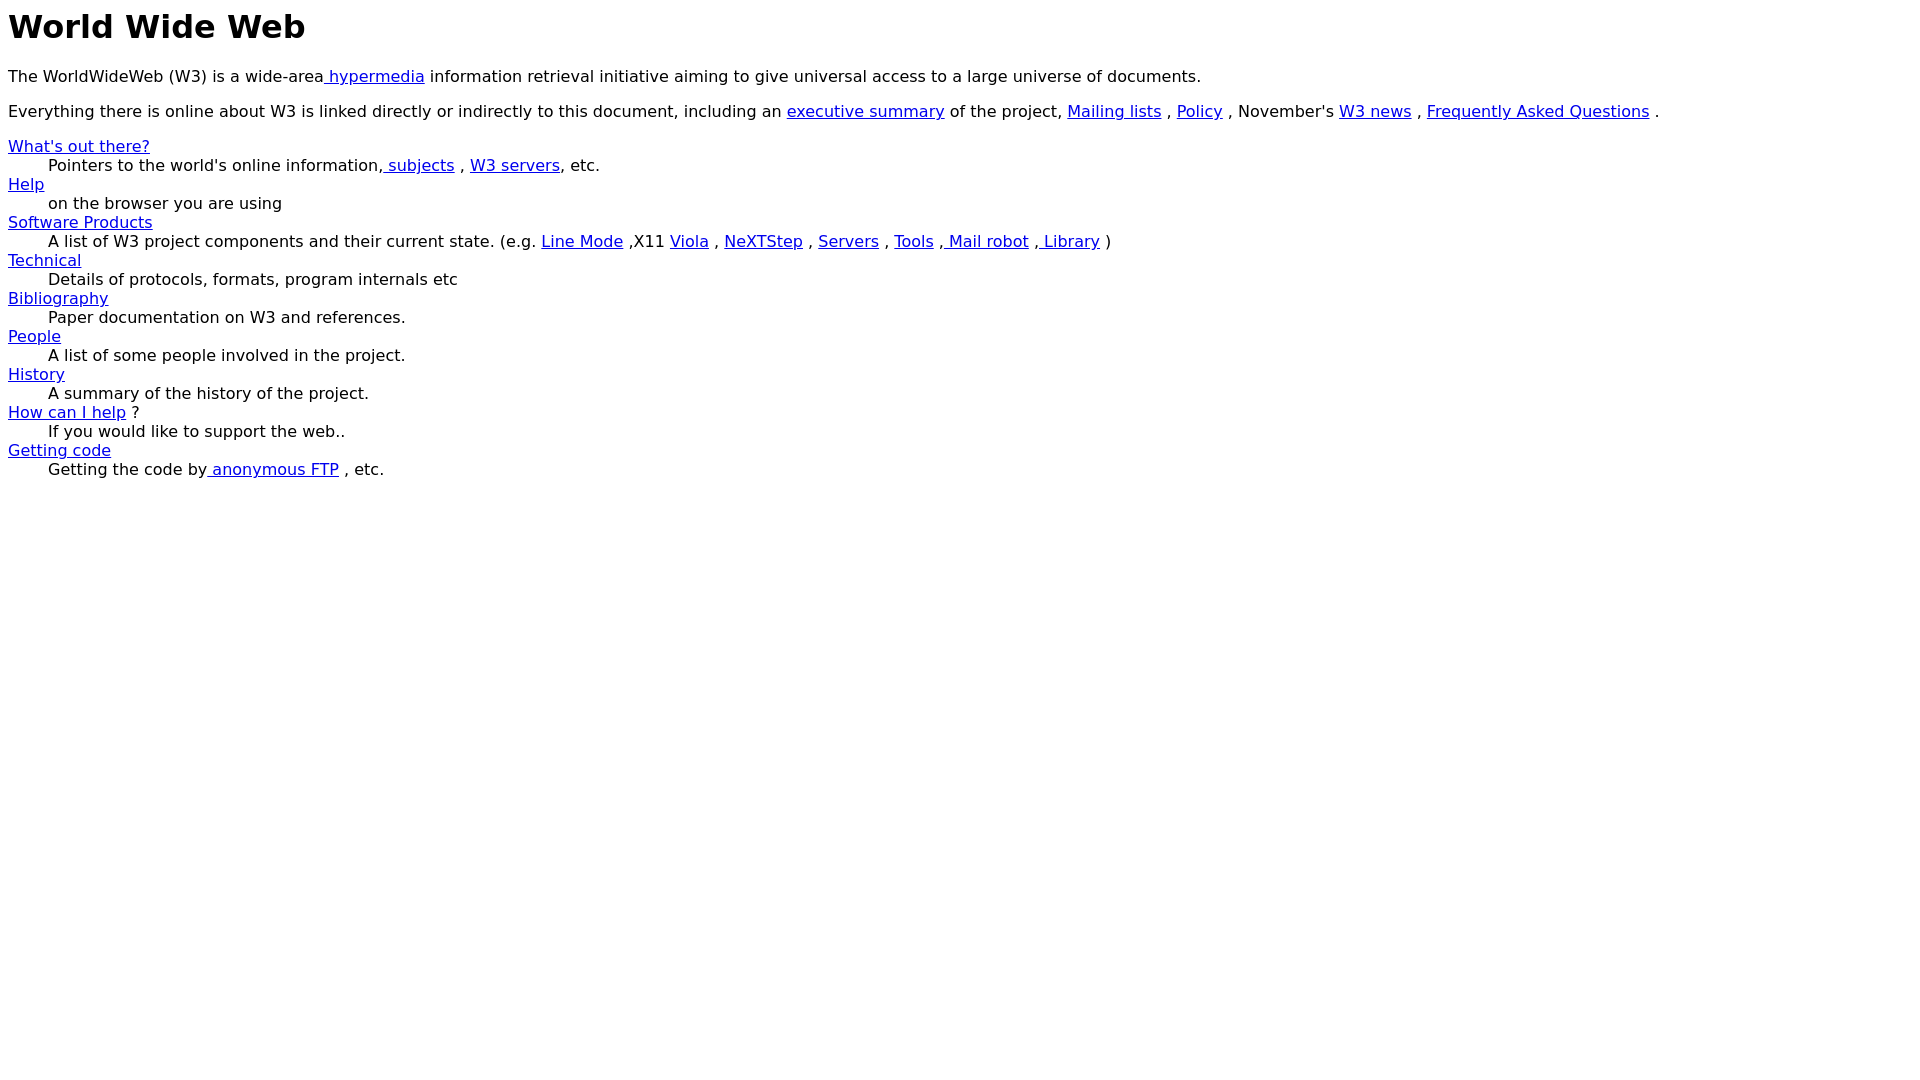 World Wide Web
The WorldWideWeb (W3) is a wide-area hypermedia information retrieval initiative aiming to give universal access to a large universe of documents.
Everything there is online about W3 is linked directly or indirectly to this document, including an executive summary of the project, Mailing lists , Policy , November's W3 news , Frequently Asked Questions .
What's out there?
Pointers to the world's online information, subjects , W3 servers, etc.
Help
on the browser you are using
Software Products
A list of W3 project components and their current state. (e.g. Line Mode ,X11 Viola , NeXTStep , Servers , Tools , Mail robot , Library )
Technical
Details of protocols, formats, program internals etc
Bibliography
Paper documentation on W3 and references.
People
A list of some people involved in the project.
History
A summary of the history of the project.
How can I help ?
If you would like to support the web..
Getting code
Getting the code by anonymous FTP , etc.